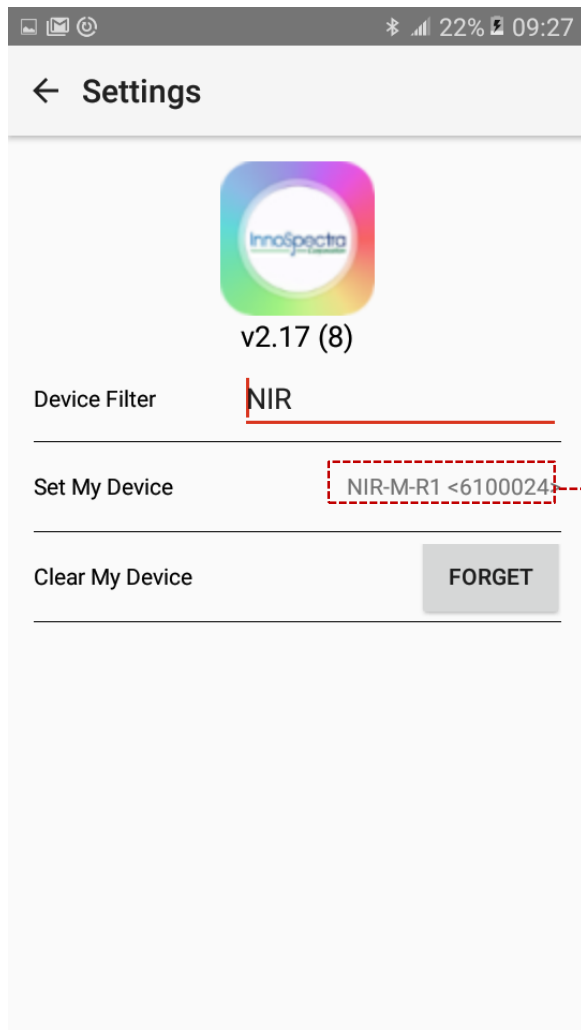 22% 09:27
Settings
InnoSpectra
Corporation
v2.17 (8)
Device Filter NIR
Set My Device NIR-M-R1 <6100024>
Clear My Device FORGET